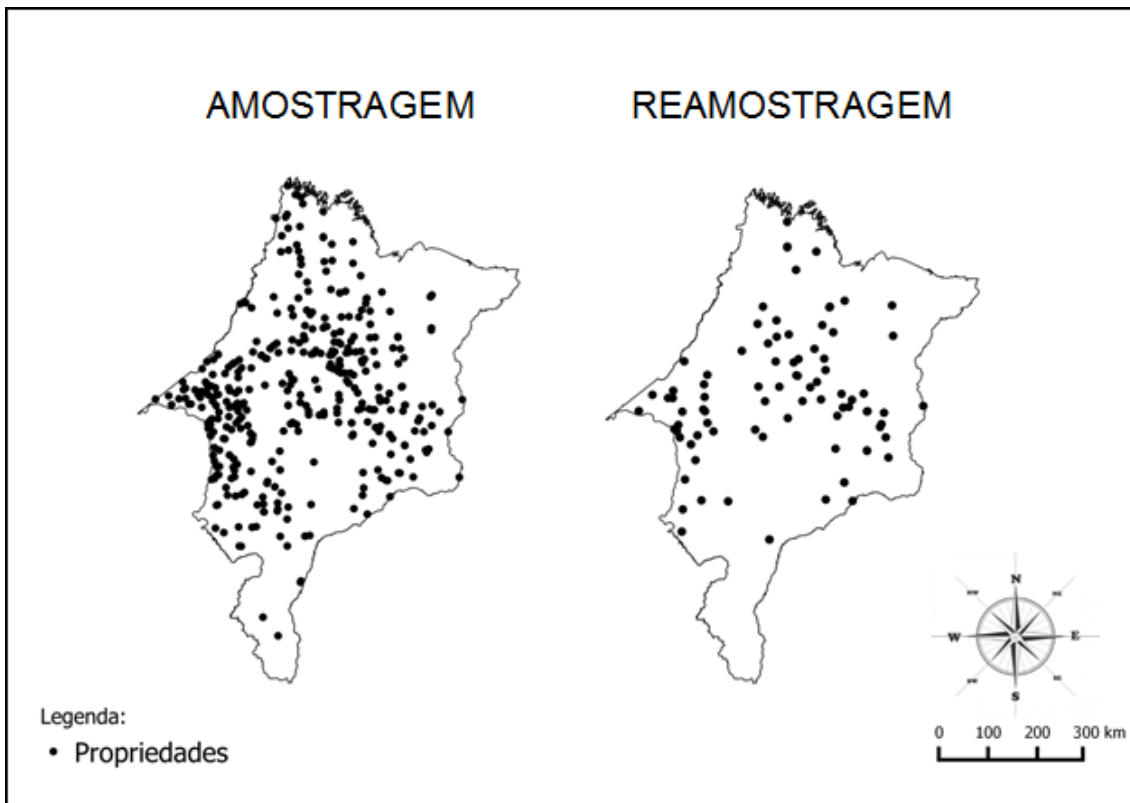 AMOSTRAGEM
REAMOSTRAGEM
N
W
E
S
Legenda:
Propriedades
0 100 200 300 km